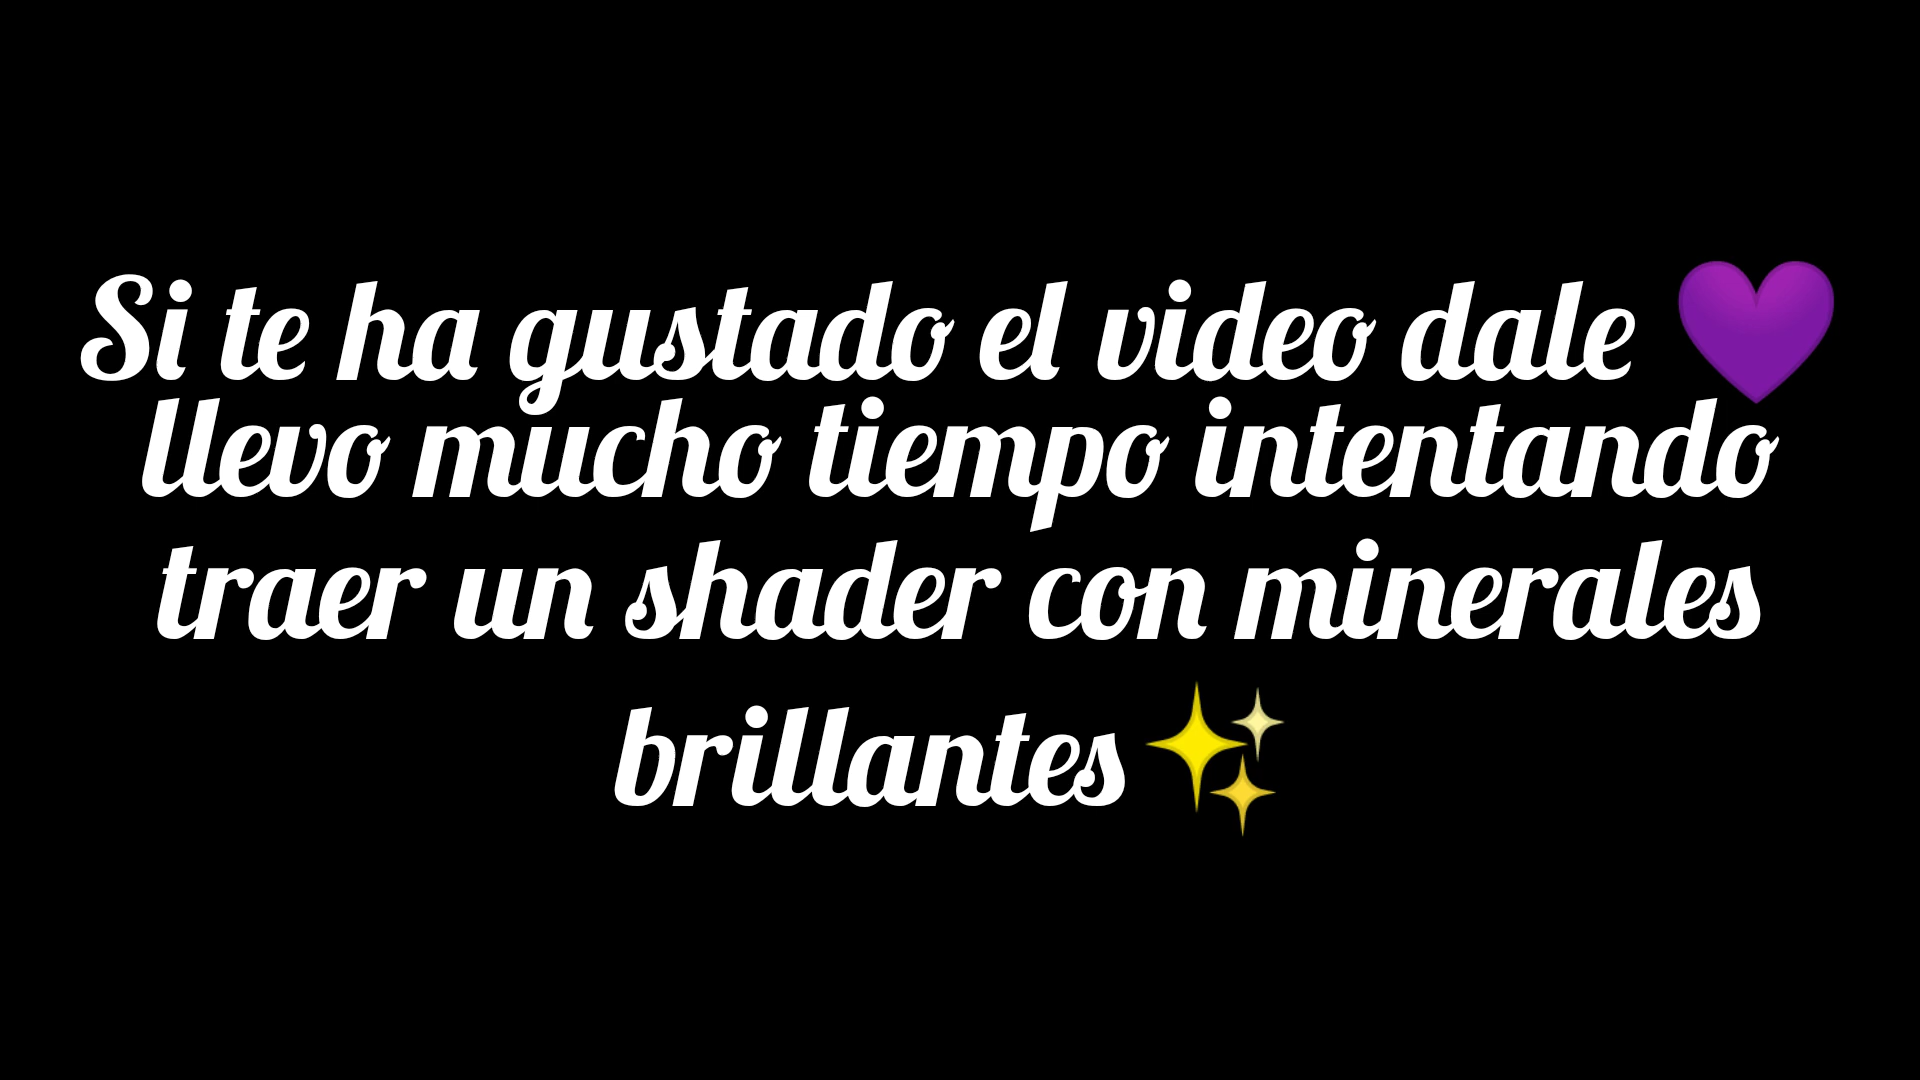 Si te ha gustado el video dale 💜
llevo mucho tiempo intentando
traer un shader con minerales
brillantes ✨